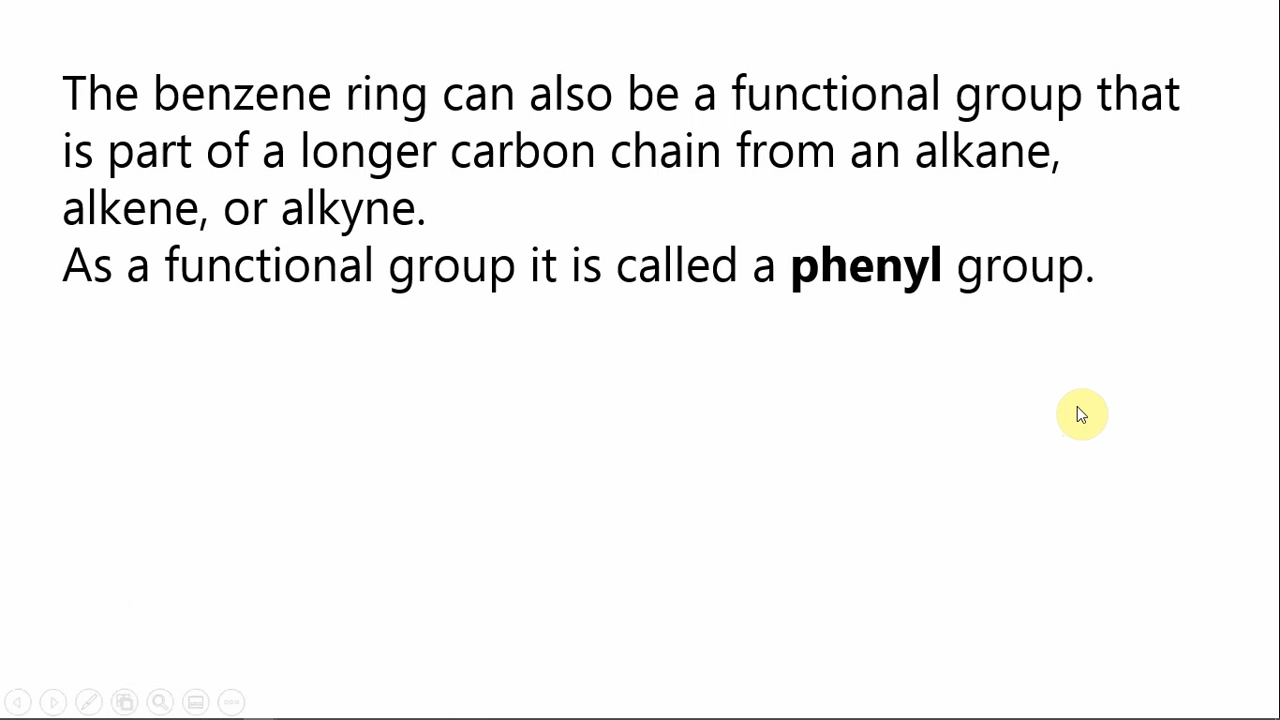 The benzene ring can also be a functional group that
is part of a longer carbon chain from an alkane,
alkene, or alkyne.
As a functional group it is called a phenyl group.